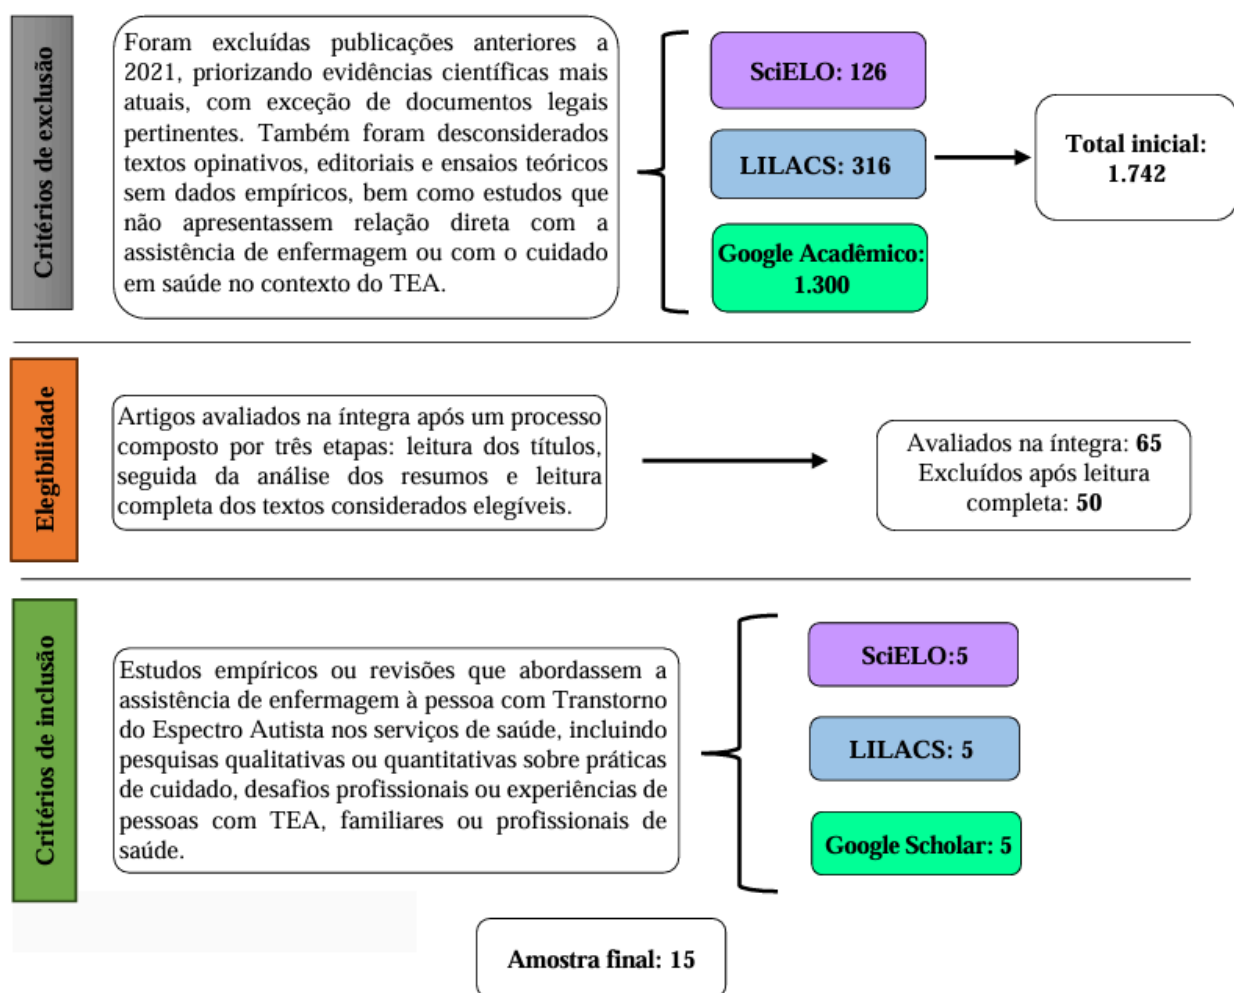 Critérios de exclusão
Foram excluídas publicações anteriores a
2021, priorizando evidências científicas mais
atuais, com exceção de documentos legais
pertinentes. Também foram desconsiderados
textos opinativos, editoriais e ensaios teóricos
sem dados empíricos, bem como estudos que
não apresentassem relação direta com a
assistência de enfermagem ou com o cuidado
em saúde no contexto do TEA.
SciELO: 126
LILACS: 316
Google Acadêmico:
1.300
Total inicial:
1.742
Elegibilidade
Artigos avaliados na íntegra após um processo
composto por três etapas: leitura dos títulos,
seguida da análise dos resumos e leitura
completa dos textos considerados elegíveis.
Avaliados na íntegra: 65
Excluídos após leitura
completa: 50
Critérios de inclusão
Estudos empíricos ou revisões que abordassem a
assistência de enfermagem à pessoa com Transtorno
do Espectro Autista nos serviços de saúde, incluindo
pesquisas qualitativas ou quantitativas sobre práticas
de cuidado, desafios profissionais ou experiências de
pessoas com TEA, familiares ou profissionais de
saúde.
SciELO:5
LILACS: 5
Google Scholar: 5
Amostra final: 15